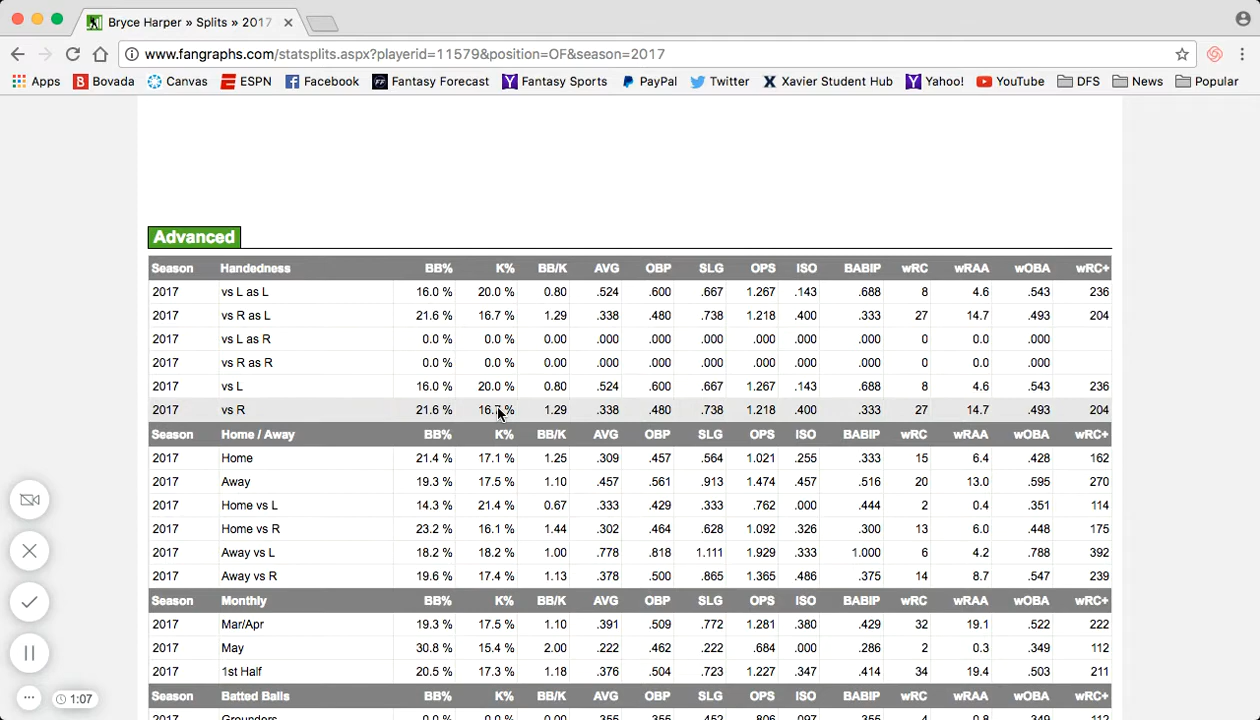 Bryce Harper » Splits » 2017
www.fangraphs.com/statsplits.aspx?playerid=11579&position=OF&season=2017
Apps Bovada Canvas ESPN Facebook Fantasy Forecast Fantasy Sports PayPal Twitter Xavier Student Hub Yahoo! YouTube DFS News Popular
Advanced
Season Handedness BB% K% BB/K AVG OBP SLG OPS ISO BABIP wRC wRAA wOBA wRC+
2017 vs L as L 16.0 % 20.0 % 0.80 .524 .600 .667 1.267 .143 .688 8 4.6 .543 236
2017 vs R as L 21.6 % 16.7 % 1.29 .338 .480 .738 1.218 .400 .333 27 14.7 .493 204
2017 vs L as R 0.0 % 0.0 % 0.00 .000 .000 .000 .000 .000 .000 0 0.0 .000
2017 vs R as R 0.0 % 0.0 % 0.00 .000 .000 .000 .000 .000 .000 0 0.0 .000
2017 vs L 16.0 % 20.0 % 0.80 .524 .600 .667 1.267 .143 .688 8 4.6 .543 236
2017 vs R 21.6 % 16.7 % 1.29 .338 .480 .738 1.218 .400 .333 27 14.7 .493 204
Season Home / Away BB% K% BB/K AVG OBP SLG OPS ISO BABIP wRC wRAA wOBA wRC+
2017 Home 21.4 % 17.1 % 1.25 .309 .457 .564 1.021 .255 .333 15 6.4 .428 162
2017 Away 19.3 % 17.5 % 1.10 .457 .561 .913 1.474 .457 .516 20 13.0 .595 270
2017 Home vs L 14.3 % 21.4 % 0.67 .333 .429 .333 .762 .000 .444 2 0.4 .351 114
2017 Home vs R 23.2 % 16.1 % 1.44 .302 .464 .628 1.092 .326 .300 13 6.0 .448 175
2017 Away vs L 18.2 % 18.2 % 1.00 .778 .818 1.111 1.929 .333 1.000 6 4.2 .788 392
2017 Away vs R 19.6 % 17.4 % 1.13 .378 .500 .865 1.365 .486 .375 14 8.7 .547 239
Season Monthly BB% K% BB/K AVG OBP SLG OPS ISO BABIP wRC wRAA wOBA wRC+
2017 Mar/Apr 19.3 % 17.5 % 1.10 .391 .509 .772 1.281 .380 .429 32 19.1 .522 222
2017 May 30.8 % 15.4 % 2.00 .222 .462 .222 .684 .000 .286 2 0.3 .349 112
2017 1st Half 20.5 % 17.3 % 1.18 .376 .504 .723 1.227 .347 .414 34 19.4 .503 211
Season Batted Balls BB% K% BB/K AVG OBP SLG OPS ISO BABIP wRC wRAA wOBA wRC+
2017 Grounders 0.0 % 0.0 % 0.00 .355 .355 .452 .806 .097 .355 4 0.8 .349 112
1:07